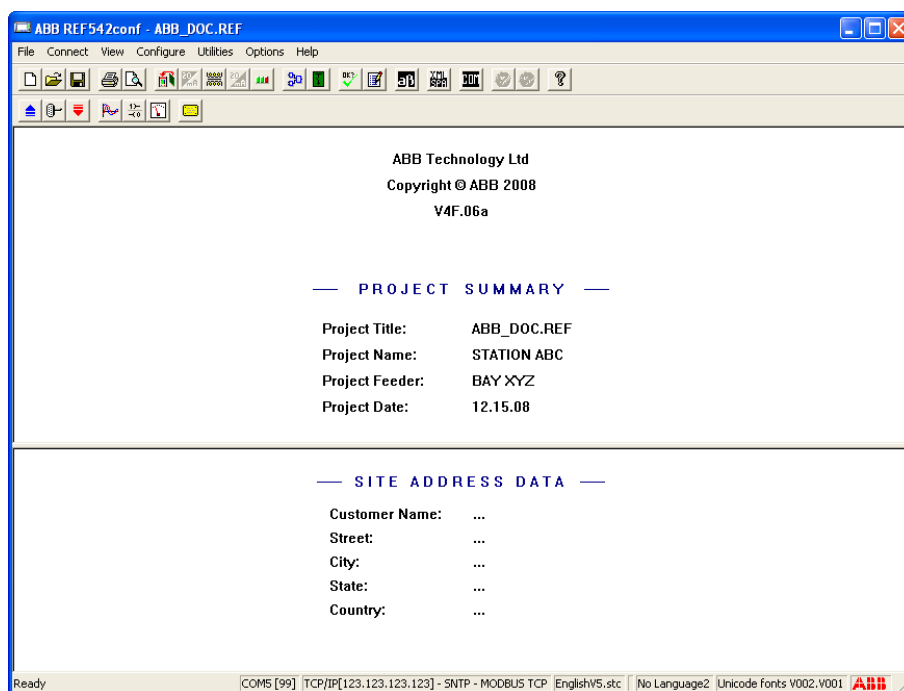 ABB REF542conf - ABB_DOC.REF
File Connect View Configure Utilities Options Help
ABB Technology Ltd
Copyright © ABB 2008
V4F.06a
PROJECT SUMMARY
Project Title: ABB_DOC.REF
Project Name: STATION ABC
Project Feeder: BAY XYZ
Project Date: 12.15.08
SITE ADDRESS DATA
Customer Name: ...
Street: ...
City: ...
State: ...
Country: ...
Ready COM5 [99] TCP/IP[123.123.123.123] - SNTP - MODBUS TCP EnglishV5.stc No Language2 Unicode fonts V002.V001 ABB